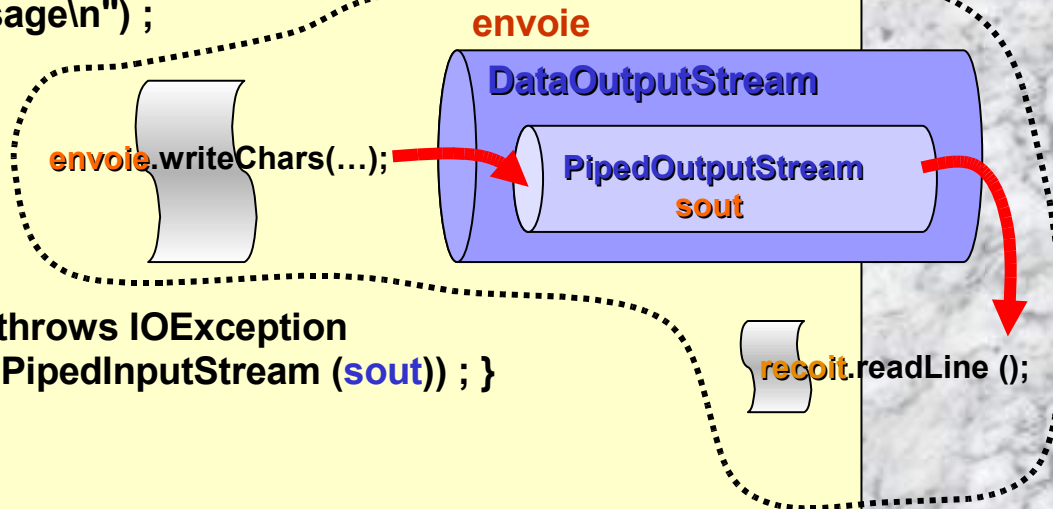 sage\n") ;
envoie
DataOutputStream
envoie.writeChars(…);
PipedOutputStream
sout
throws IOException
PipedInputStream (sout)) ; }
recoit.readLine ();